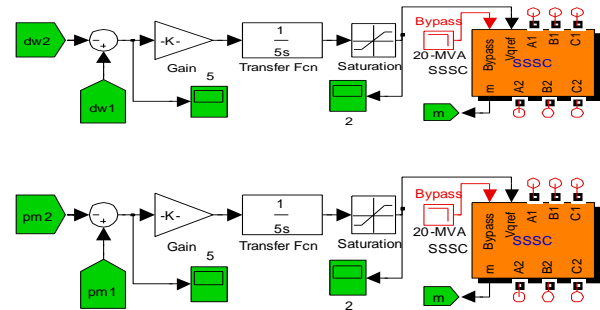 Bypass
A1
B1
C1
dw2
-K-
1
5s
Bypass
Vqref
SSSC
Gain
Transfer Fcn
Saturation
20-MVA
SSSC
dw1
5
2
m
m
A2
B2
C2
Bypass
A1
B1
C1
pm2
-K-
1
5s
Bypass
Vqref
SSSC
Gain
Transfer Fcn
Saturation
20-MVA
SSSC
pm1
5
2
m
m
A2
B2
C2